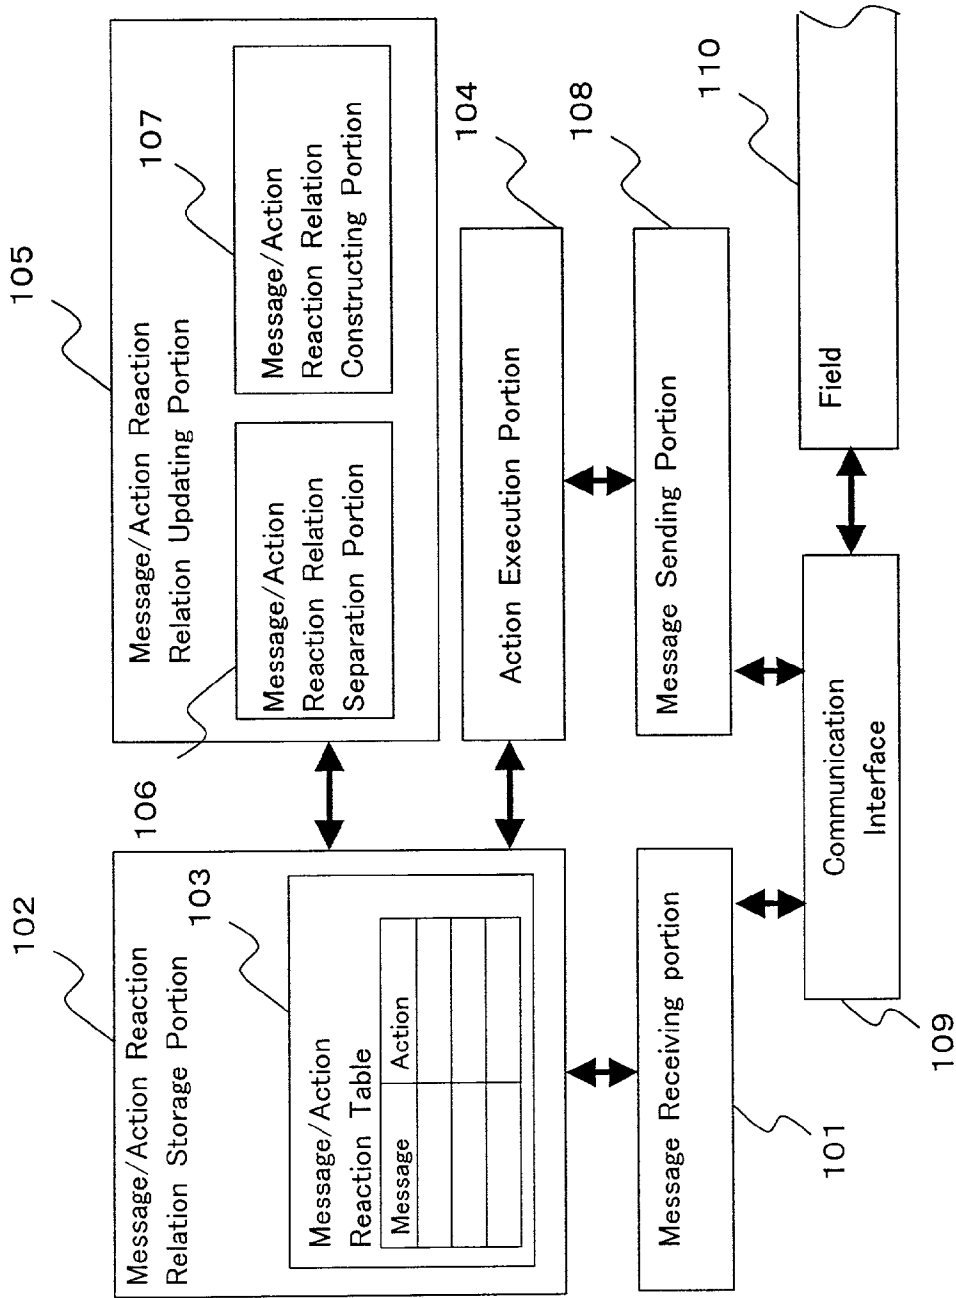 102
Message/Action Reaction
Relation Storage Portion
103
Message/Action
Reaction Table
Message
Action
105
Message/Action Reaction
Relation Updating Portion
106
Message/Action
Reaction Relation
Separation Portion
107
Message/Action
Reaction Relation
Constructing Portion
104
Action Execution Portion
101
Message Receiving portion
108
Message Sending Portion
109
Communication
Interface
110
Field